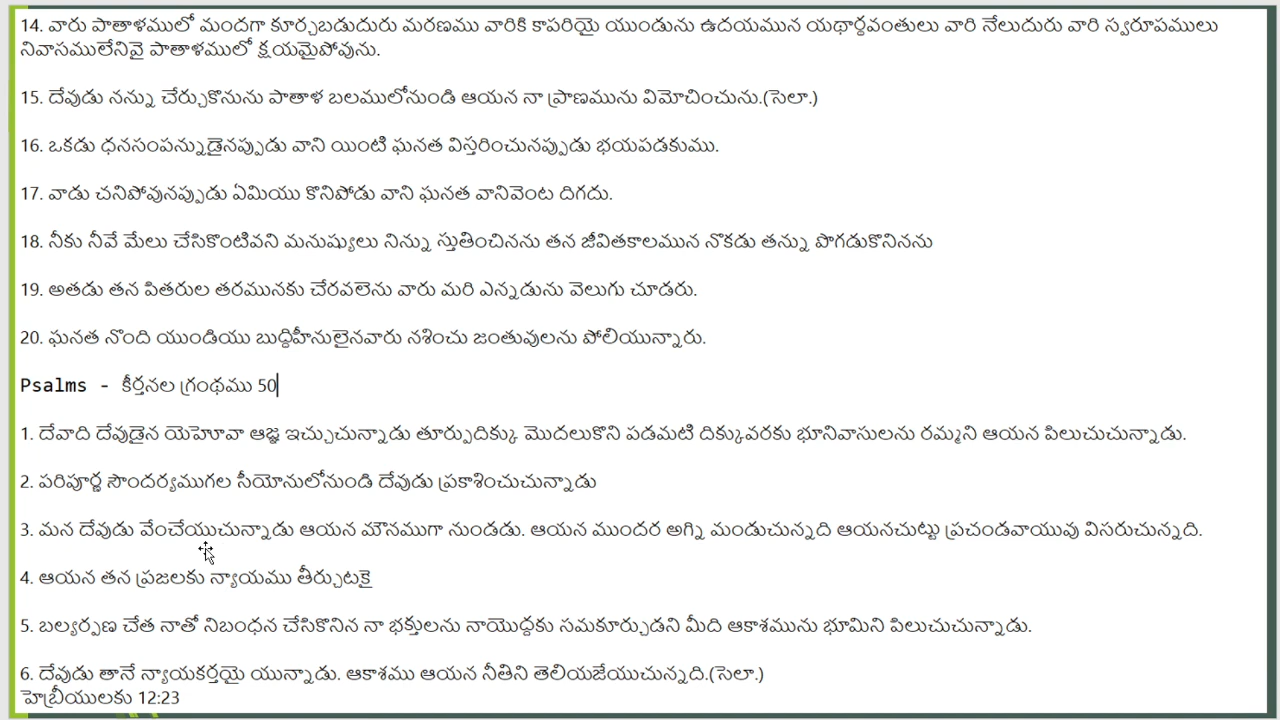 14. వారు పాతాళములో మందగా కూర్చబడుదురు మరణము వారికి కాపరియై యుండును ఉదయమున యథార్థవంతులు వారి నేలుదురు వారి స్వరూపములు
నివాసములేనివై పాతాళములో క్షయమైపోవును.
15. దేవుడు నన్ను చేర్చుకొనును పాతాళ బలములోనుండి ఆయన నా ప్రాణమును విమోచించును.(సెలా.)
16. ఒకడు ధనసంపన్నుడైనప్పుడు వాని యింటి ఘనత విస్తరించునప్పుడు భయపడకుము.
17. వాడు చనిపోవునప్పుడు ఏమియు కొనిపోడు వాని ఘనత వానివెంట దిగదు.
18. నీకు నీవే మేలు చేసికొంటివని మనుష్యులు నిన్ను స్తుతించినను తన జీవితకాలమున నొకడు తన్ను పొగడుకొనినను
19. అతడు తన పితరుల తరమునకు చేరవలెను వారు మరి ఎన్నడును వెలుగు చూడరు.
20. ఘనత నొంది యుండియు బుద్ధిహీనులైనవారు నశించు జంతువులను పోలియున్నారు.
Psalms - కీర్తనల గ్రంథము 50
1. దేవాది దేవుడైన యెహోవా ఆజ్ఞ ఇచ్చుచున్నాడు తూర్పుదిక్కు మొదలుకొని పడమటి దిక్కువరకు భూనివాసులను రమ్మని ఆయన పిలుచుచున్నాడు.
2. పరిపూర్ణ సౌందర్యముగల సీయోనులోనుండి దేవుడు ప్రకాశించుచున్నాడు
3. మన దేవుడు వేంచేయుచున్నాడు ఆయన మౌనముగా నుండడు. ఆయన ముందర అగ్ని మండుచున్నది ఆయనచుట్టు ప్రచండవాయువు విసరుచున్నది.
4. ఆయన తన ప్రజలకు న్యాయము తీర్చుటకై
5. బల్యర్పణ చేత నాతో నిబంధన చేసికొనిన నా భక్తులను నాయొద్దకు సమకూర్చుడని మీది ఆకాశమును భూమిని పిలుచుచున్నాడు.
6. దేవుడు తానే న్యాయకర్తయై యున్నాడు. ఆకాశము ఆయన నీతిని తెలియజేయుచున్నది.(సెలా.)
హెబ్రీయులకు 12:23